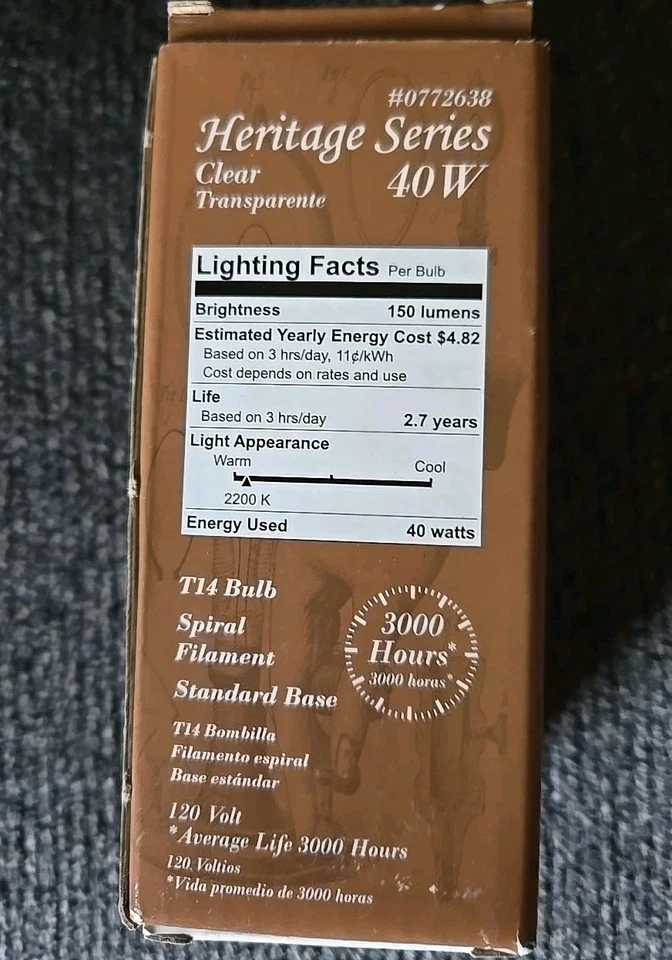 #0772638
Heritage Series
Clear 40W
Transparente
Lighting Facts Per Bulb
Brightness 150 lumens
Estimated Yearly Energy Cost $4.82
Based on 3 hrs/day, 11¢/kWh
Cost depends on rates and use
Life
Based on 3 hrs/day 2.7 years
Light Appearance
Warm Cool
2200 K
Energy Used 40 watts
T14 Bulb
Spiral
Filament
Standard Base
3000
Hours*
3000 horas*
T14 Bombilla
Filamento espiral
Base estándar
120 Volt
*Average Life 3000 Hours
120 Voltios
*Vida promedio de 3000 horas